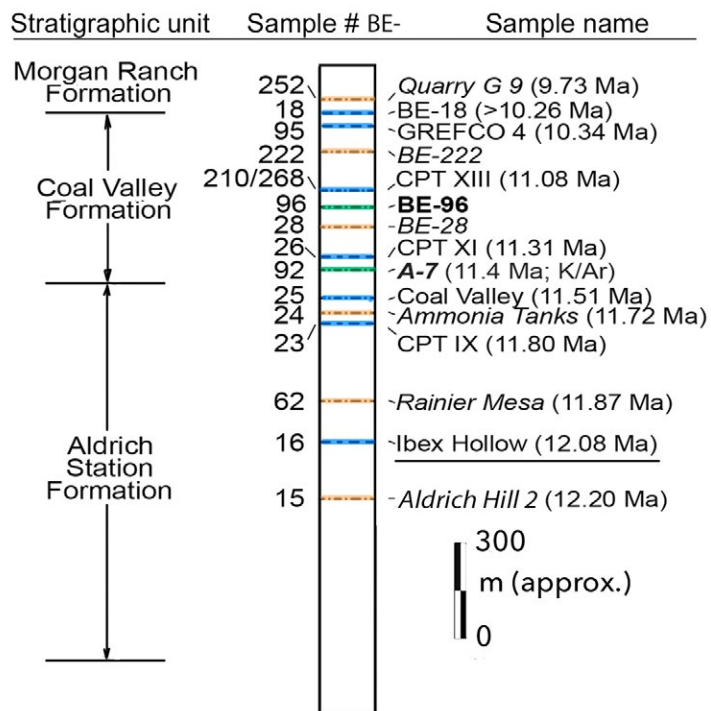 Stratigraphic unit Sample # BE- Sample name
Morgan Ranch
Formation
252 Quarry G 9 (9.73 Ma)
18 BE-18 (>10.26 Ma)
95 GREFCO 4 (10.34 Ma)
222 BE-222
Coal Valley
Formation
210/268 CPT XIII (11.08 Ma)
96 BE-96
28 BE-28
26 CPT XI (11.31 Ma)
92 A-7 (11.4 Ma; K/Ar)
25 Coal Valley (11.51 Ma)
24 Ammonia Tanks (11.72 Ma)
23 CPT IX (11.80 Ma)
62 Rainier Mesa (11.87 Ma)
Aldrich
Station
Formation
16 Ibex Hollow (12.08 Ma)
15 Aldrich Hill 2 (12.20 Ma)
300
m (approx.)
0